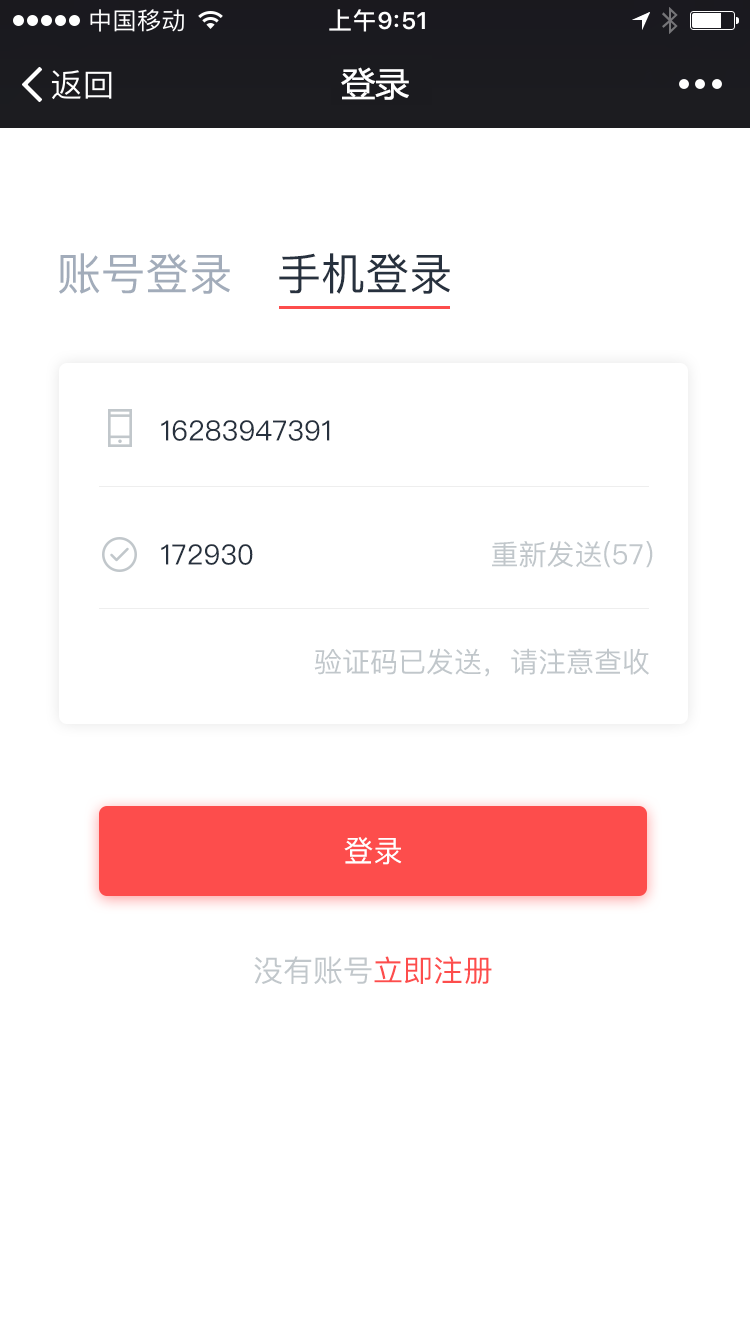 中国移动 上午9:51
返回 登录
账号登录 手机登录
16283947391
172930 重新发送(57)
验证码已发送，请注意查收
登录
没有账号立即注册